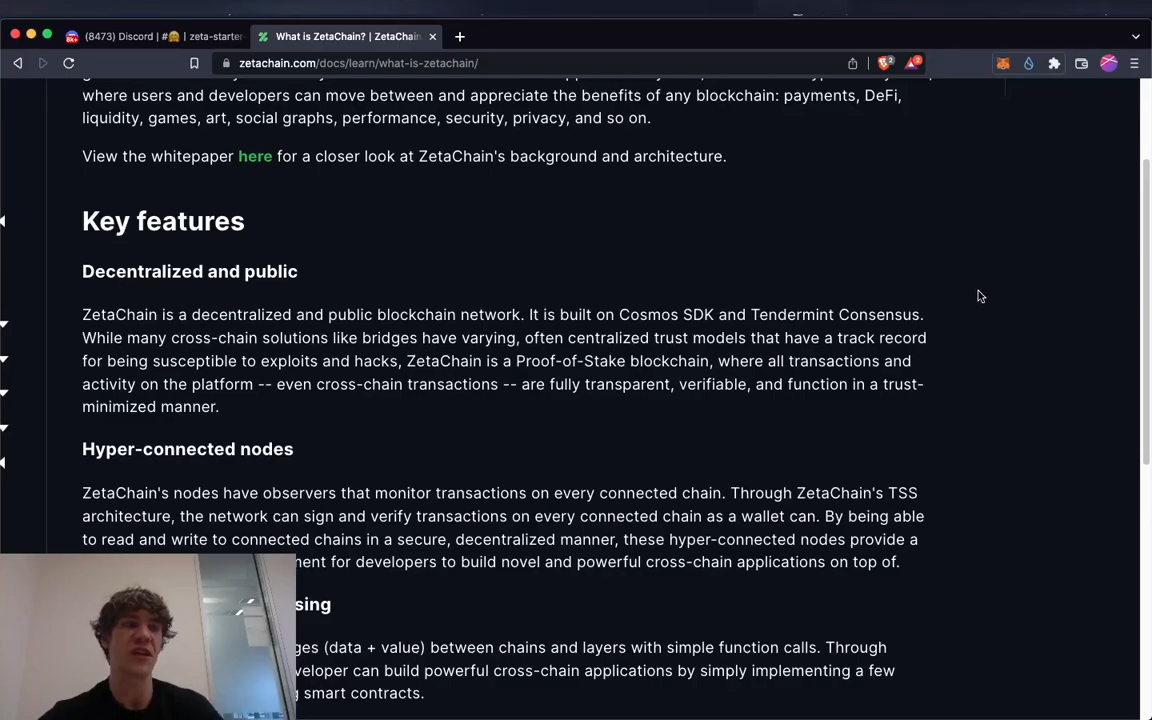 (8473) Discord | #🤗 | zeta-starter-
What is ZetaChain? | ZetaChain
zetachain.com/docs/learn/what-is-zetachain/
2
2
where users and developers can move between and appreciate the benefits of any blockchain: payments, DeFi,
liquidity, games, art, social graphs, performance, security, privacy, and so on.
View the whitepaper here for a closer look at ZetaChain's background and architecture.
Key features
Decentralized and public
ZetaChain is a decentralized and public blockchain network. It is built on Cosmos SDK and Tendermint Consensus.
While many cross-chain solutions like bridges have varying, often centralized trust models that have a track record
for being susceptible to exploits and hacks, ZetaChain is a Proof-of-Stake blockchain, where all transactions and
activity on the platform -- even cross-chain transactions -- are fully transparent, verifiable, and function in a trust-
minimized manner.
Hyper-connected nodes
ZetaChain's nodes have observers that monitor transactions on every connected chain. Through ZetaChain's TSS
architecture, the network can sign and verify transactions on every connected chain as a wallet can. By being able
to read and write to connected chains in a secure, decentralized manner, these hyper-connected nodes provide a
ment for developers to build novel and powerful cross-chain applications on top of.
sing
ges (data + value) between chains and layers with simple function calls. Through
veloper can build powerful cross-chain applications by simply implementing a few
g smart contracts.